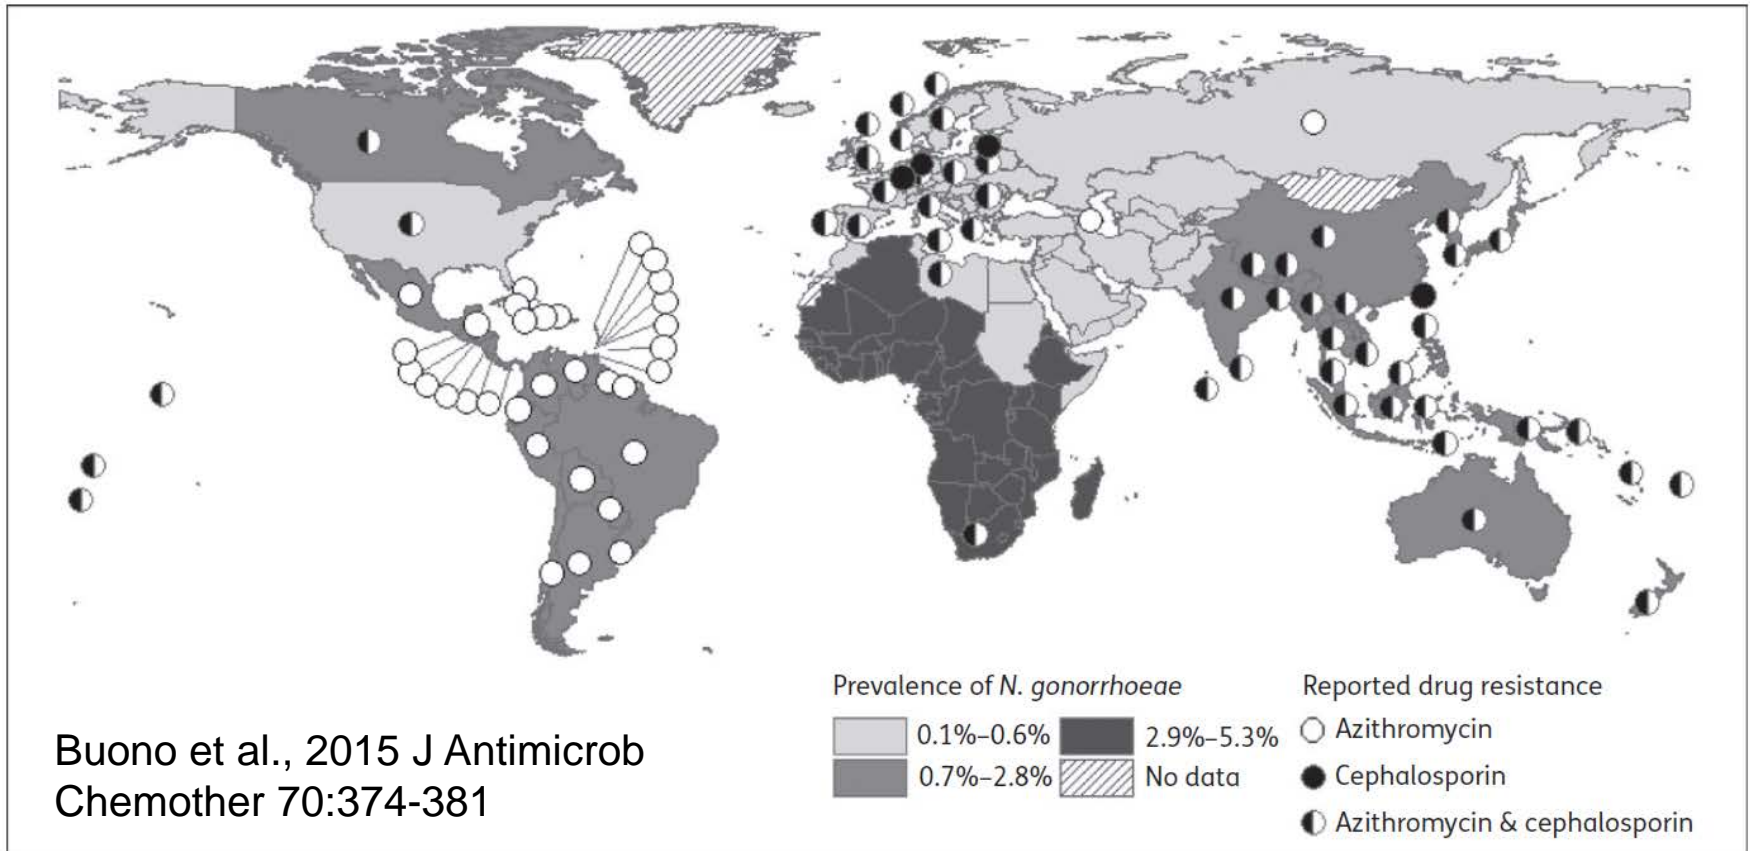 Prevalence of N. gonorrhoeae
0.1%–0.6%
2.9%–5.3%
0.7%–2.8%
No data
Reported drug resistance
Azithromycin
Cephalosporin
Azithromycin & cephalosporin
Buono et al., 2015 J Antimicrob
Chemother 70:374-381